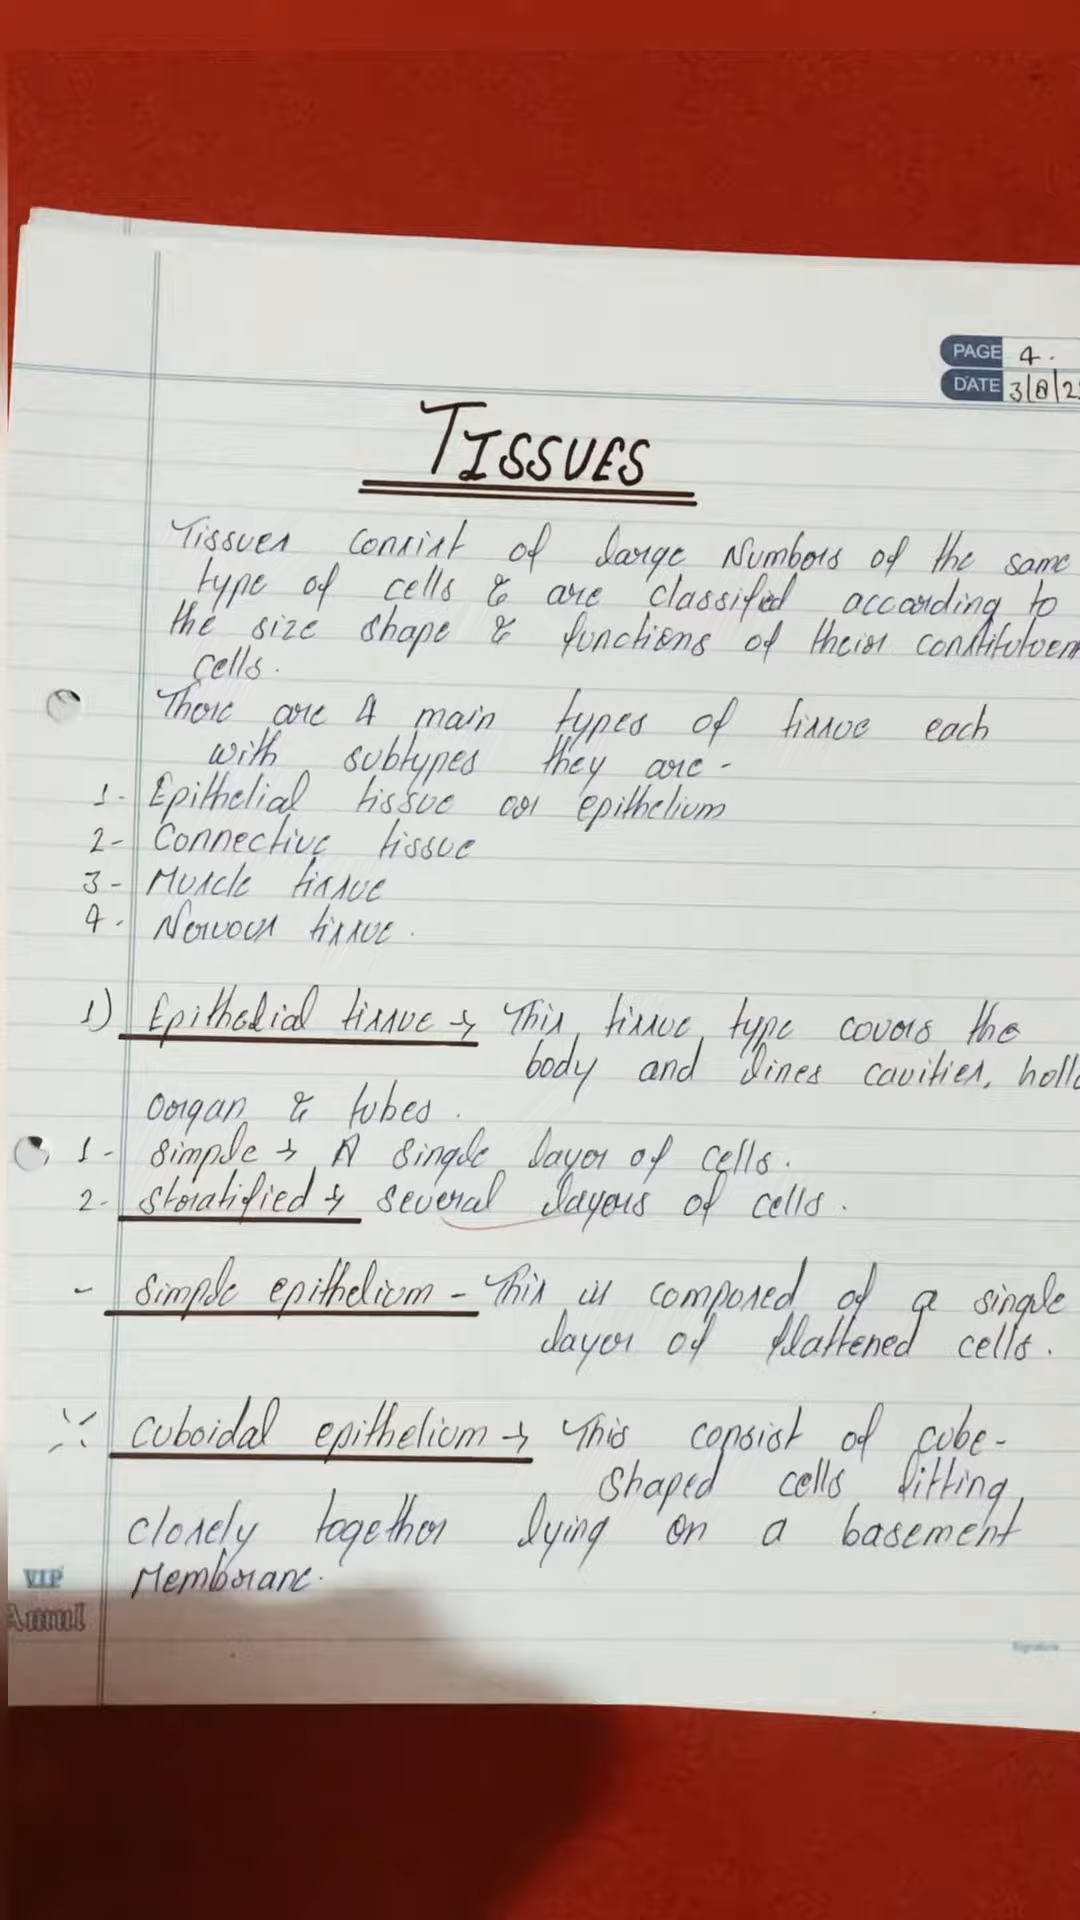 PAGE 4.
DATE 3/8/2
TISSUES
Tissues consist of large Numbers of the same
type of cells & are classified according to
the size shape & functions of their
cells.
There are 4 main types of tissue each
with subtypes they are -
1- Epithelial tissue or epithelium
2- Connective tissue
3- Muscle tissue
4. Nervous tissue.
1) Epithelial tissue → This tissue type covers the
body and lines cavities, hollo
organ & tubes.
1- Simple → A single layer of cells.
2- Stratified → several layers of cells.
- Simple epithelium - This is composed of a single
layer of flattened cells.
Cuboidal epithelium → This consist of cube-
shaped cells fitting
closely together lying on a basement
Membrane.
VIP
Amul
Signature